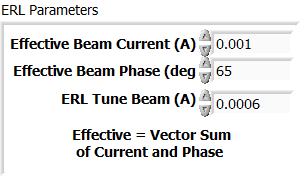 ERL Parameters
Effective Beam Current (A) 0.001
Effective Beam Phase (deg 65
ERL Tune Beam (A) 0.0006
Effective = Vector Sum
of Current and Phase